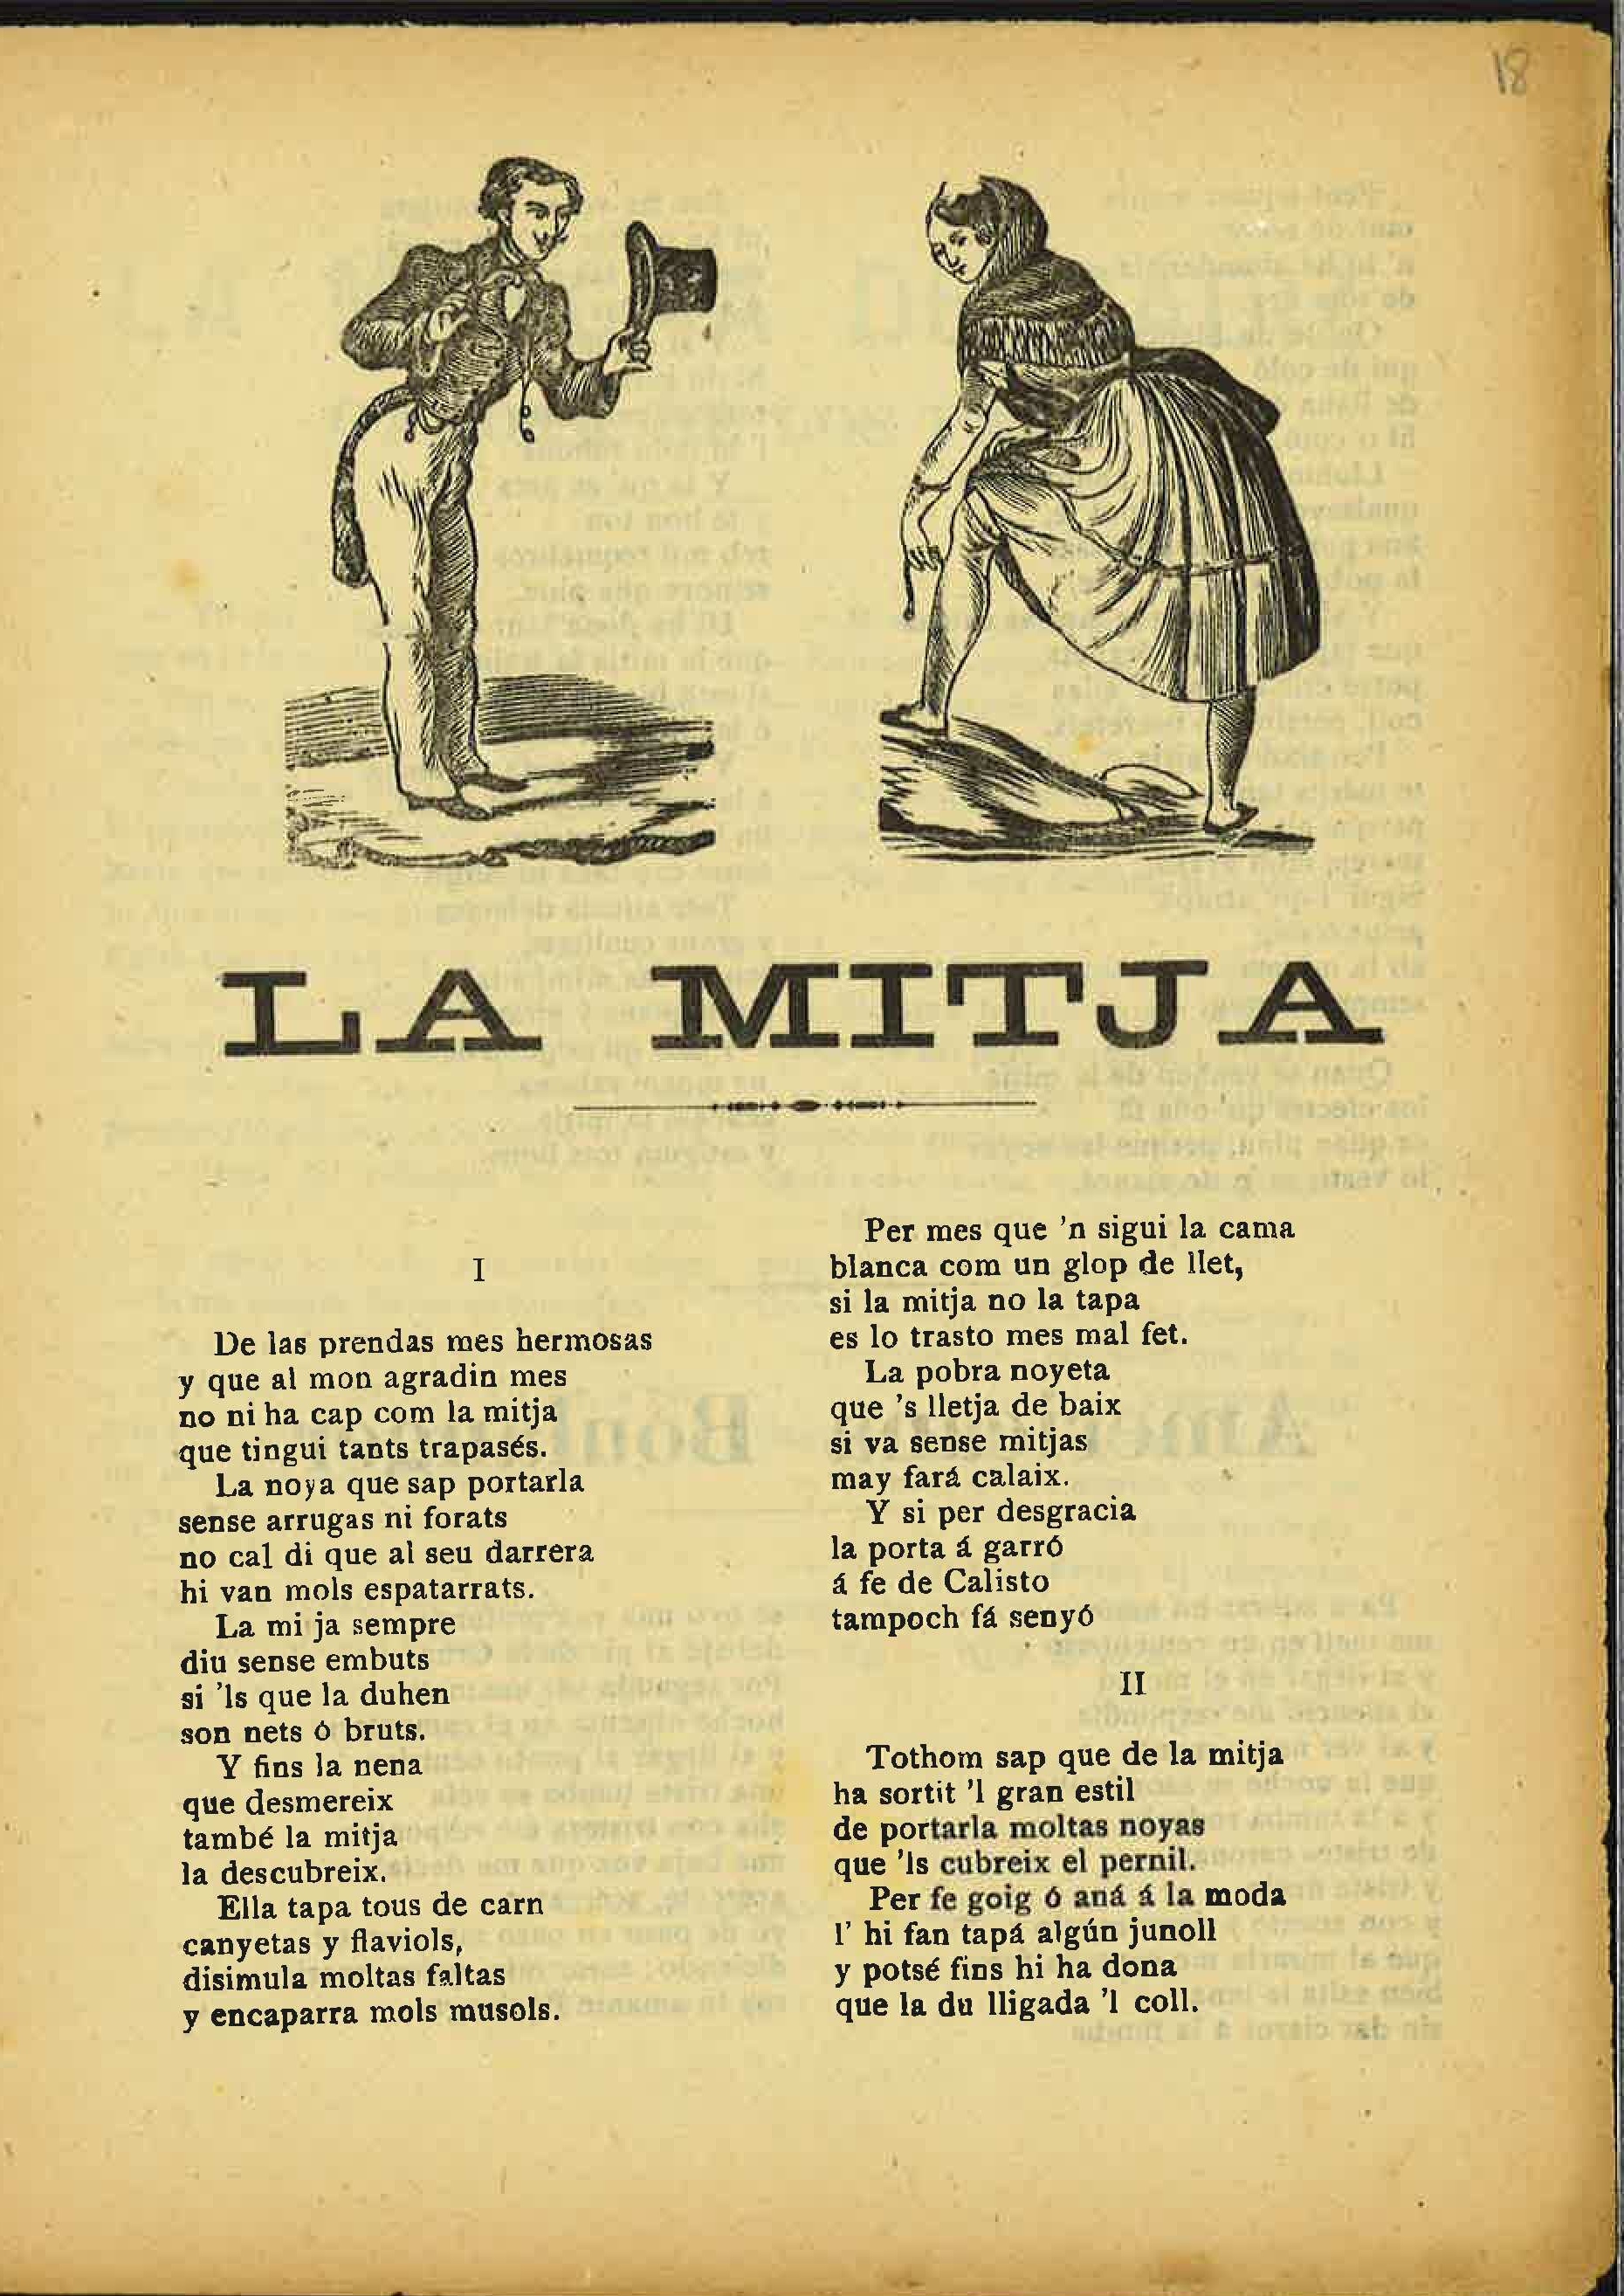 18
LA MITJA
I
De las prendas mes hermosas
y que al mon agradin mes
no ni ha cap com la mitja
que tingui tants trapasés.
La noya que sap portarla
sense arrugas ni forats
no cal di que al seu darrera
hi van mols espatarrats.
La mi ja sempre
diu sense embuts
si 'ls que la duhen
son nets ó bruts.
Y fins la nena
que desmereix
també la mitja
la descubreix.
Ella tapa tous de carn
canyetas y flaviols,
disimula moltas faltas
y encaparra mols musols.
Per mes que 'n sigui la cama
blanca com un glop de llet,
si la mitja no la tapa
es lo trasto mes mal fet.
La pobra noyeta
que 's lletja de baix
si va sense mitjas
may fará calaix.
Y si per desgracia
la porta á garró
á fe de Calisto
tampoch fá senyó
II
Tothom sap que de la mitja
ha sortit 'l gran estil
de portarla moltas noyas
que 'ls cubreix el pernil.
Per fe goig ó aná á la moda
l' hi fan tapá algún junoll
y potsé fins hi ha dona
que la du lligada 'l coll.